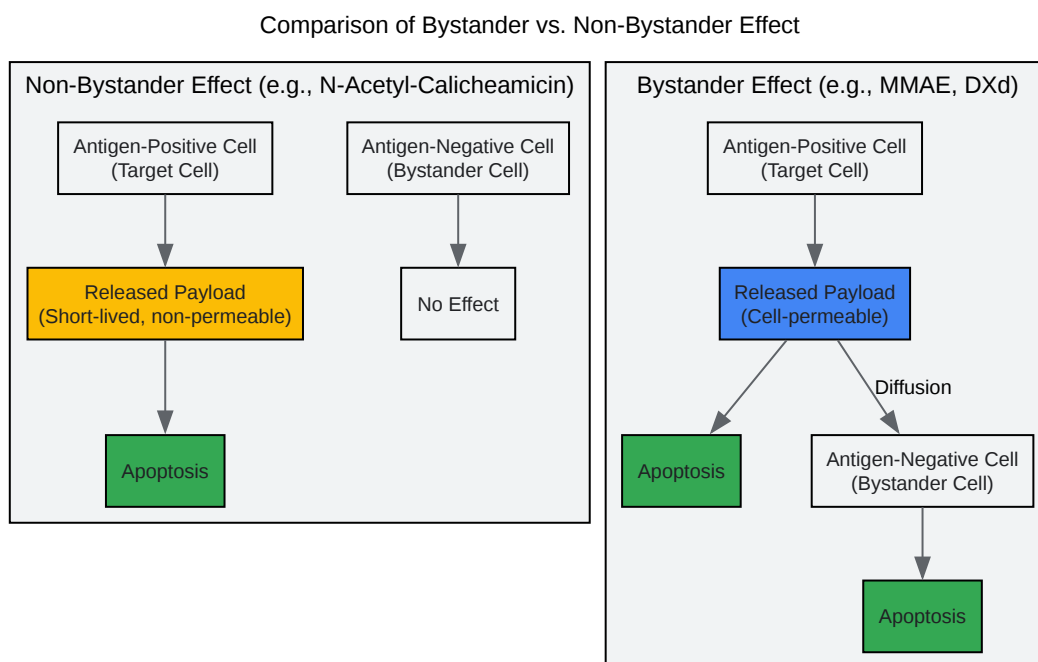 Comparison of Bystander vs. Non-Bystander Effect
Non-Bystander Effect (e.g., N-Acetyl-Calicheamicin)
Antigen-Positive Cell
(Target Cell)
Antigen-Negative Cell
(Bystander Cell)
Released Payload
(Short-lived, non-permeable)
No Effect
Apoptosis
Bystander Effect (e.g., MMAE, DXd)
Antigen-Positive Cell
(Target Cell)
Released Payload
(Cell-permeable)
Diffusion
Apoptosis
Antigen-Negative Cell
(Bystander Cell)
Apoptosis